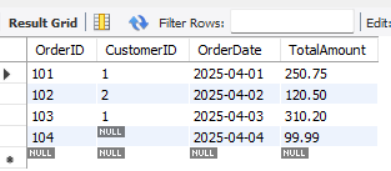 Result Grid Filter Rows: Edit:
OrderID CustomerID OrderDate TotalAmount
101 1 2025-04-01 250.75
102 2 2025-04-02 120.50
103 1 2025-04-03 310.20
104 NULL 2025-04-04 99.99
NULL NULL NULL NULL